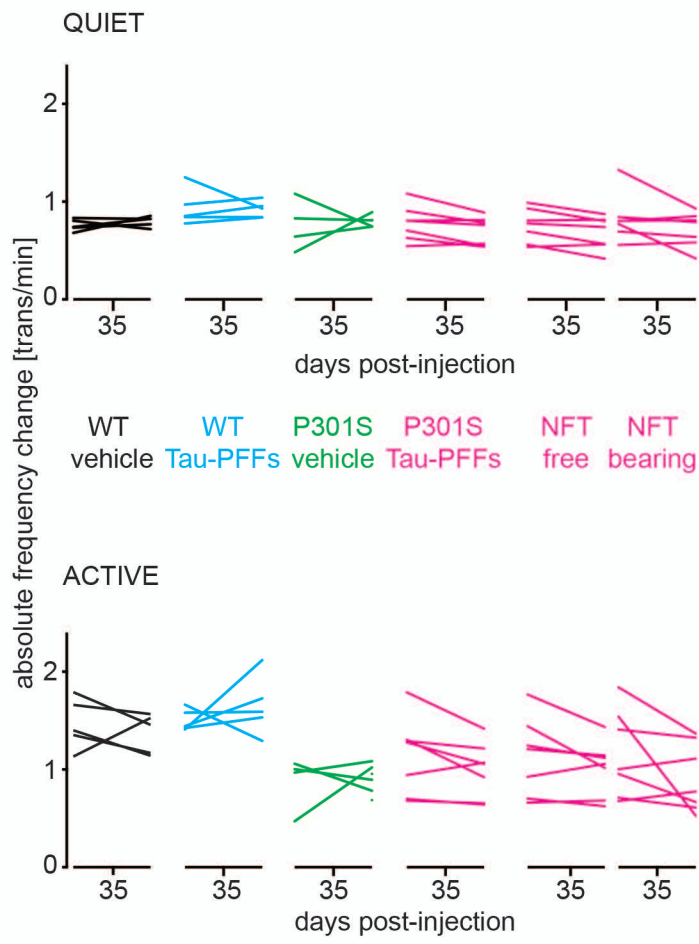 QUIET
2
1
0
35 35 35 35 35 35
days post-injection
absolute frequency change [trans/min]
WT WT P301S P301S NFT NFT
vehicle Tau-PFFs vehicle Tau-PFFs free bearing
ACTIVE
2
1
0
35 35 35 35 35 35
days post-injection